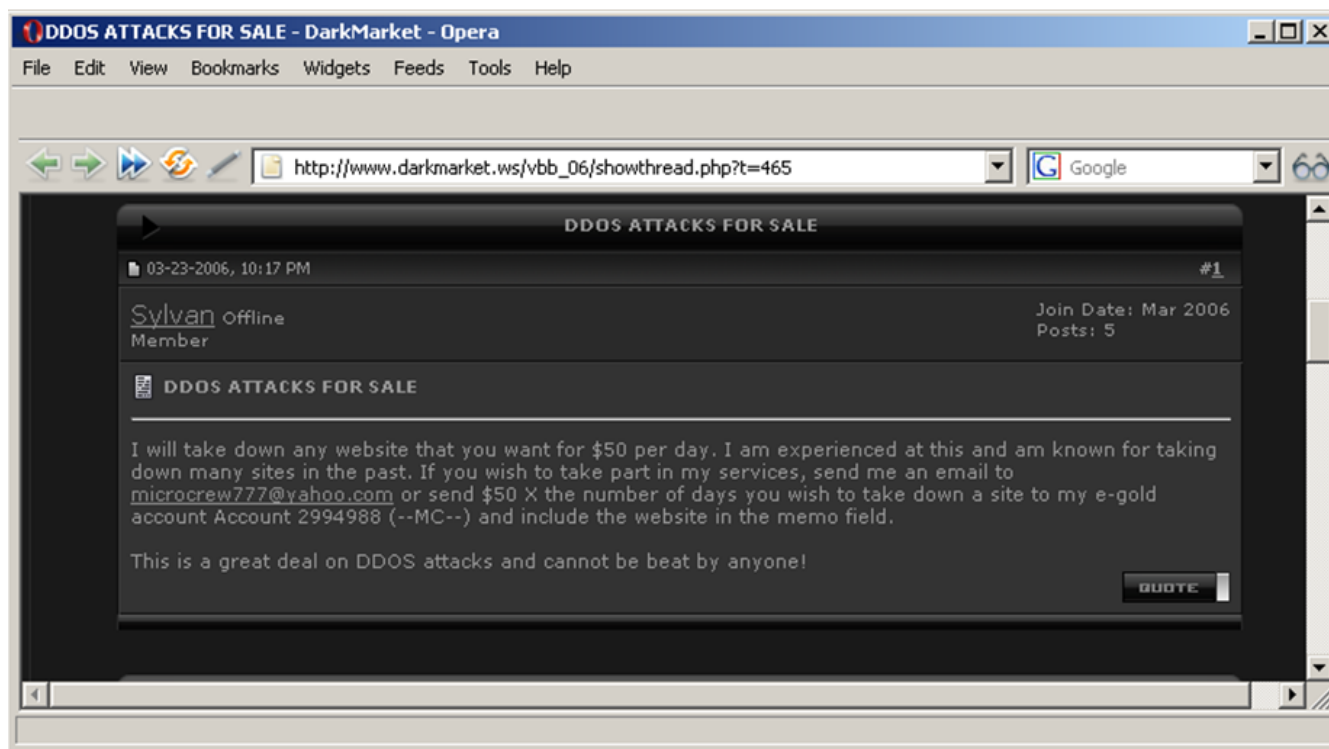 DDOS ATTACKS FOR SALE - DarkMarket - Opera
File Edit View Bookmarks Widgets Feeds Tools Help
http://www.darkmarket.ws/vbb_06/showthread.php?t=465
G Google
DDOS ATTACKS FOR SALE
03-23-2006, 10:17 PM #1
Sylvan Offline
Member
Join Date: Mar 2006
Posts: 5
DDOS ATTACKS FOR SALE
I will take down any website that you want for $50 per day. I am experienced at this and am known for taking
down many sites in the past. If you wish to take part in my services, send me an email to
microcrew777@yahoo.com or send $50 X the number of days you wish to take down a site to my e-gold
account Account 2994988 (--MC--) and include the website in the memo field.
This is a great deal on DDOS attacks and cannot be beat by anyone!
QUOTE